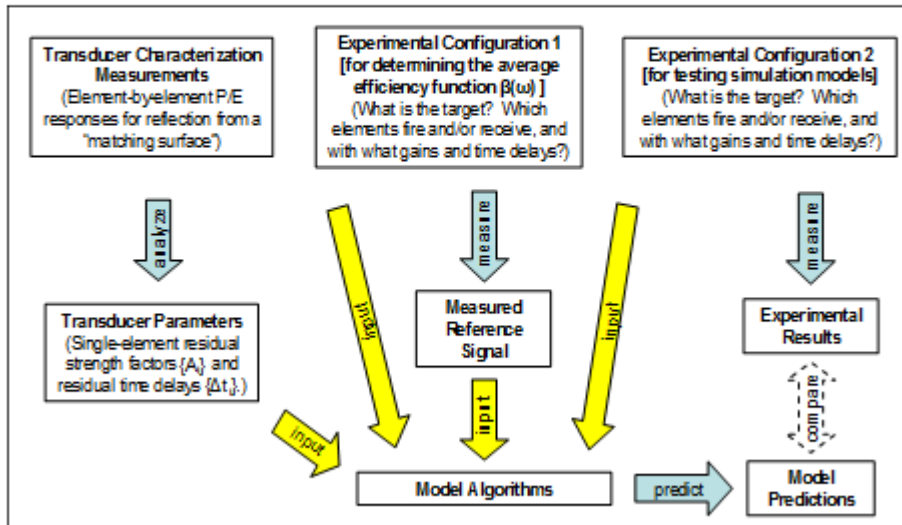 Transducer Characterization
Measurements
(Element-by-element P/E
responses for reflection from a
"matching surface")
Experimental Configuration 1
[for determining the average
efficiency function β(ω) ]
(What is the target? Which
elements fire and/or receive, and
with what gains and time delays?)
Experimental Configuration 2
[for testing simulation models]
(What is the target? Which
elements fire and/or receive, and
with what gains and time delays?)
analyze
measure
measure
input
input
Transducer Parameters
(Single-element residual
strength factors {Aᵢ} and
residual time delays {Δtᵢ}.)
Measured
Reference
Signal
Experimental
Results
input
input
compare
Model Algorithms
predict
Model
Predictions